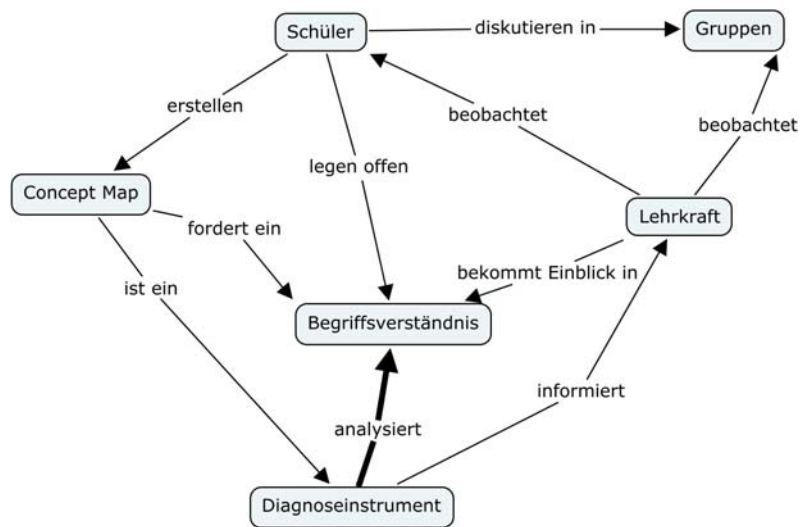 Schüler
diskutieren in
Gruppen
erstellen
beobachtet
beobachtet
legen offen
Concept Map
Lehrkraft
fordert ein
bekommt Einblick in
ist ein
Begriffsverständnis
informiert
analysiert
Diagnoseinstrument